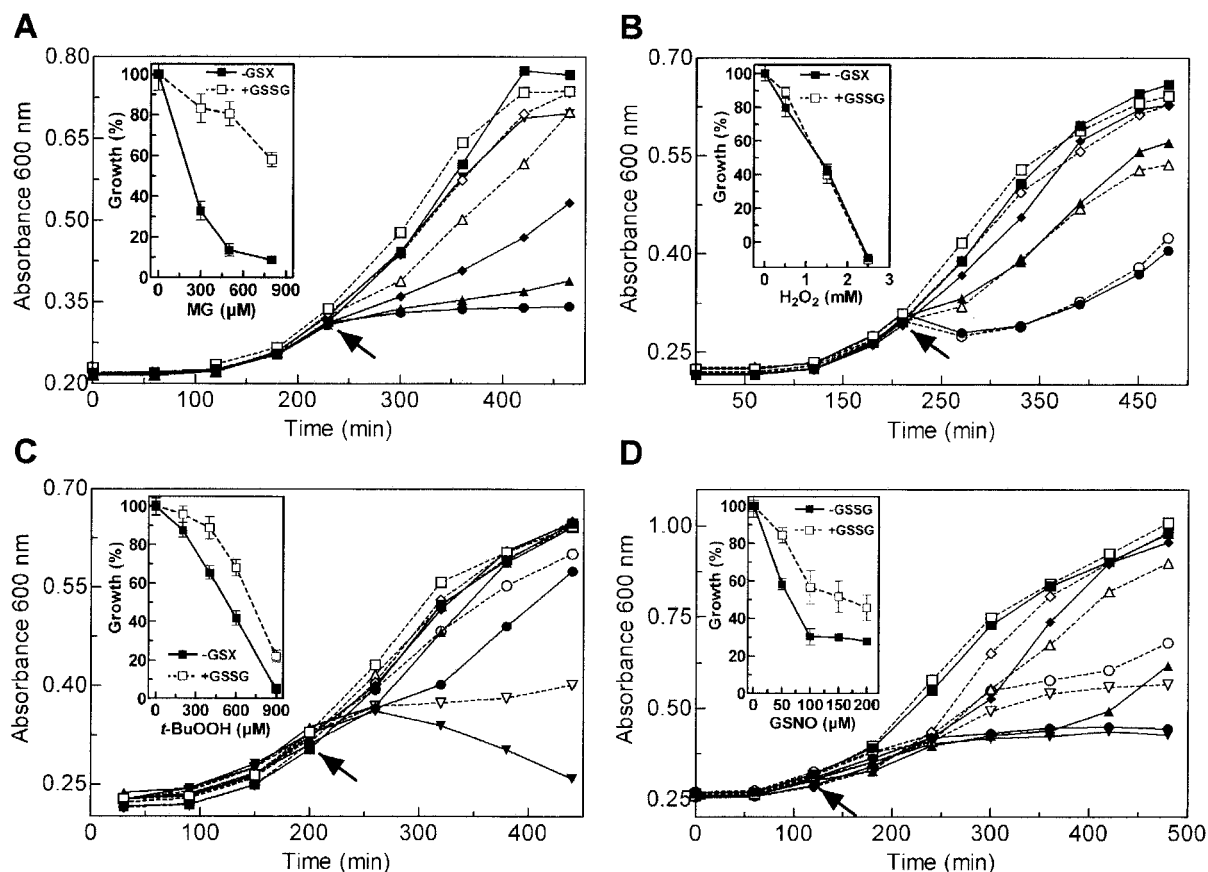 A
Absorbance 600 nm
0.80
0.65
0.50
0.35
0.20
0
100
200
300
400
Time (min)
Growth (%)
100
80
60
40
20
0
0
300
600
900
MG (µM)
-GSX
+GSSG
B
Absorbance 600 nm
0.70
0.55
0.40
0.25
50
150
250
350
450
Time (min)
Growth (%)
100
80
60
40
20
0
0
1
2
3
H2O2 (mM)
-GSX
+GSSG
C
Absorbance 600 nm
0.70
0.55
0.40
0.25
0
100
200
300
400
Time (min)
Growth (%)
100
80
60
40
20
0
0
300
600
900
t-BuOOH (µM)
-GSX
+GSSG
D
Absorbance 600 nm
1.00
0.75
0.50
0.25
0
100
200
300
400
500
Time (min)
Growth (%)
100
80
60
40
20
0
0
50
100
150
200
GSNO (µM)
-GSSG
+GSSG